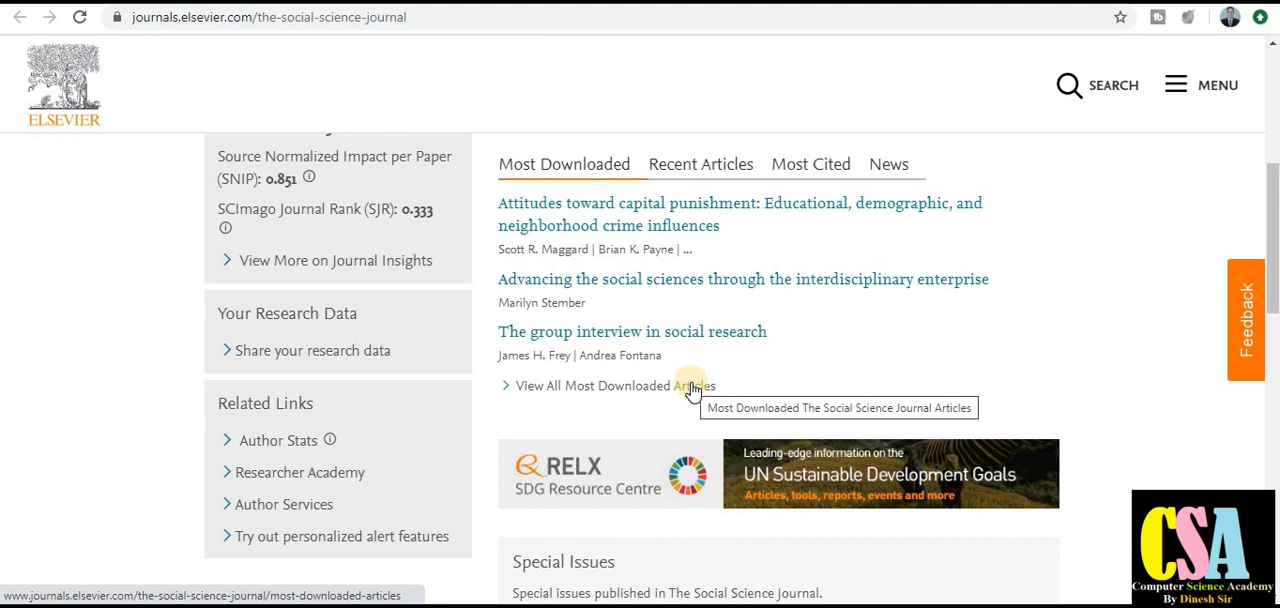 journals.elsevier.com/the-social-science-journal
ELSEVIER
SEARCH
MENU
Source Normalized Impact per Paper
(SNIP): 0.851
SCImago Journal Rank (SJR): 0.333
View More on Journal Insights
Your Research Data
Share your research data
Related Links
Author Stats
Researcher Academy
Author Services
Try out personalized alert features
Most Downloaded Recent Articles Most Cited News
Attitudes toward capital punishment: Educational, demographic, and
neighborhood crime influences
Scott R. Maggard | Brian K. Payne | ...
Advancing the social sciences through the interdisciplinary enterprise
Marilyn Stember
The group interview in social research
James H. Frey | Andrea Fontana
View All Most Downloaded Articles
Most Downloaded The Social Science Journal Articles
RELX
SDG Resource Centre
Leading-edge information on the
UN Sustainable Development Goals
Articles, tools, reports, events and more
Special Issues
Special issues published in The Social Science Journal.
Feedback
CSA
Computer Science Academy
By Dinesh Sir
www.journals.elsevier.com/the-social-science-journal/most-downloaded-articles